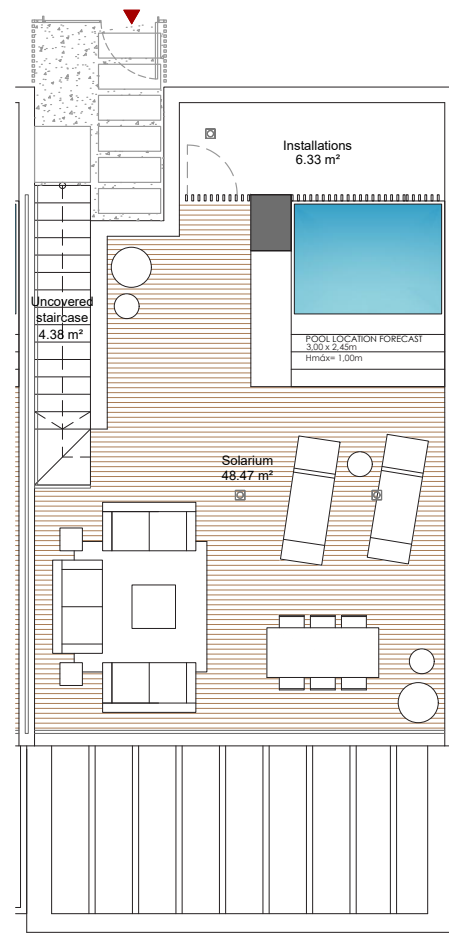 Installations
6.33 m²
Uncovered
staircase
4.38 m²
POOL LOCATION FORECAST
3,00 x 2,45m
Hmáx= 1,00m
Solarium
48.47 m²